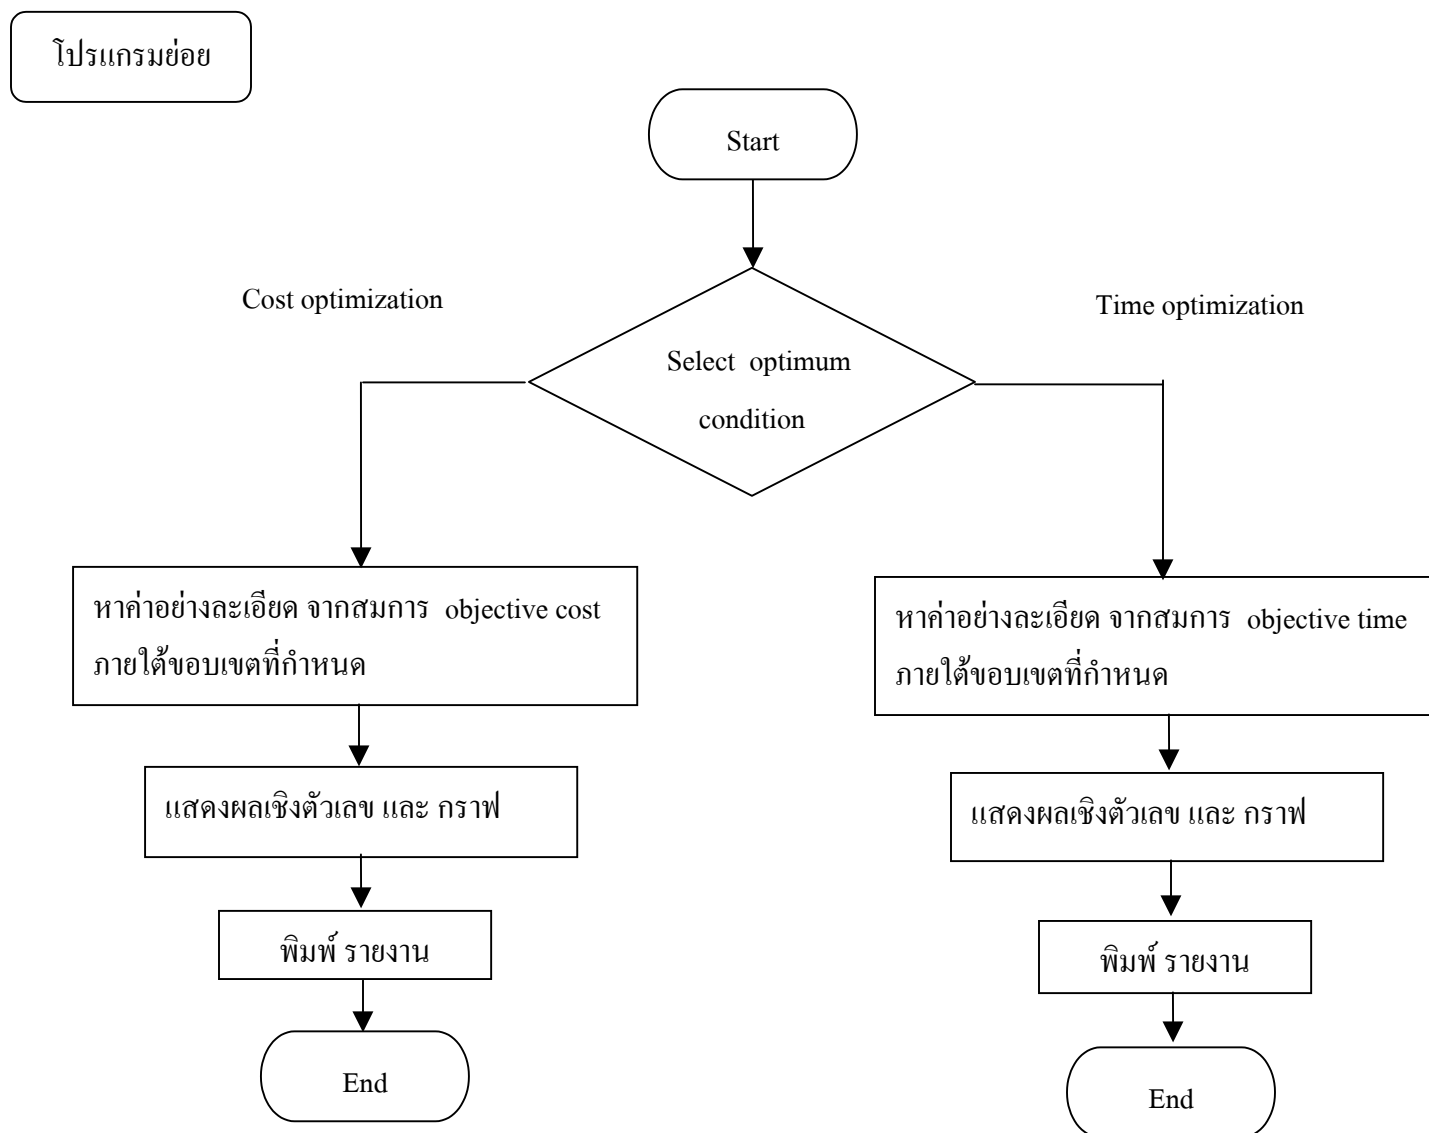 โปรแกรมย่อย
Start
Cost optimization
Time optimization
Select optimum
condition
หาค่าอย่างละเอียด จากสมการ objective cost
ภายใต้ขอบเขตที่กำหนด
หาค่าอย่างละเอียด จากสมการ objective time
ภายใต้ขอบเขตที่กำหนด
แสดงผลเชิงตัวเลข และ กราฟ
แสดงผลเชิงตัวเลข และ กราฟ
พิมพ์ รายงาน
พิมพ์ รายงาน
End
End